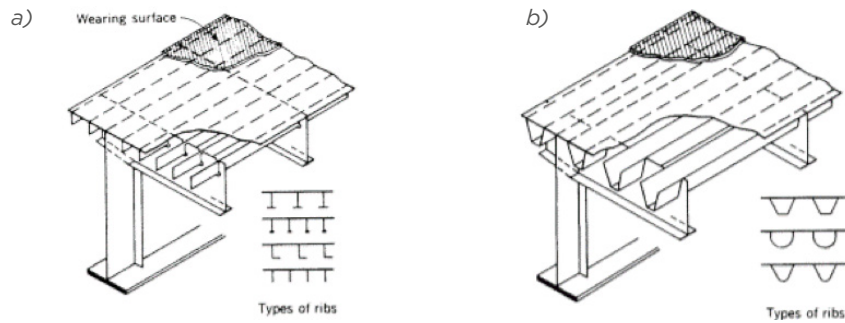 a)
Wearing surface
Types of ribs
b)
Types of ribs